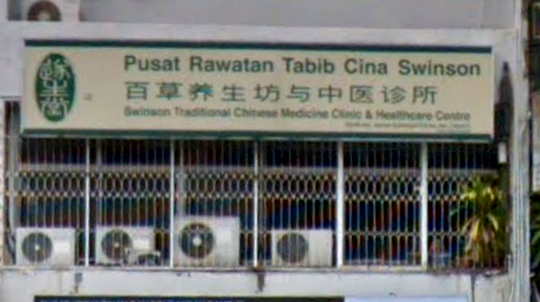 Pusat Rawatan Tabib Cina Swinson
百草养生坊与中医诊所
Swinson Traditional Chinese Medicine Clinic & Healthcare Centre